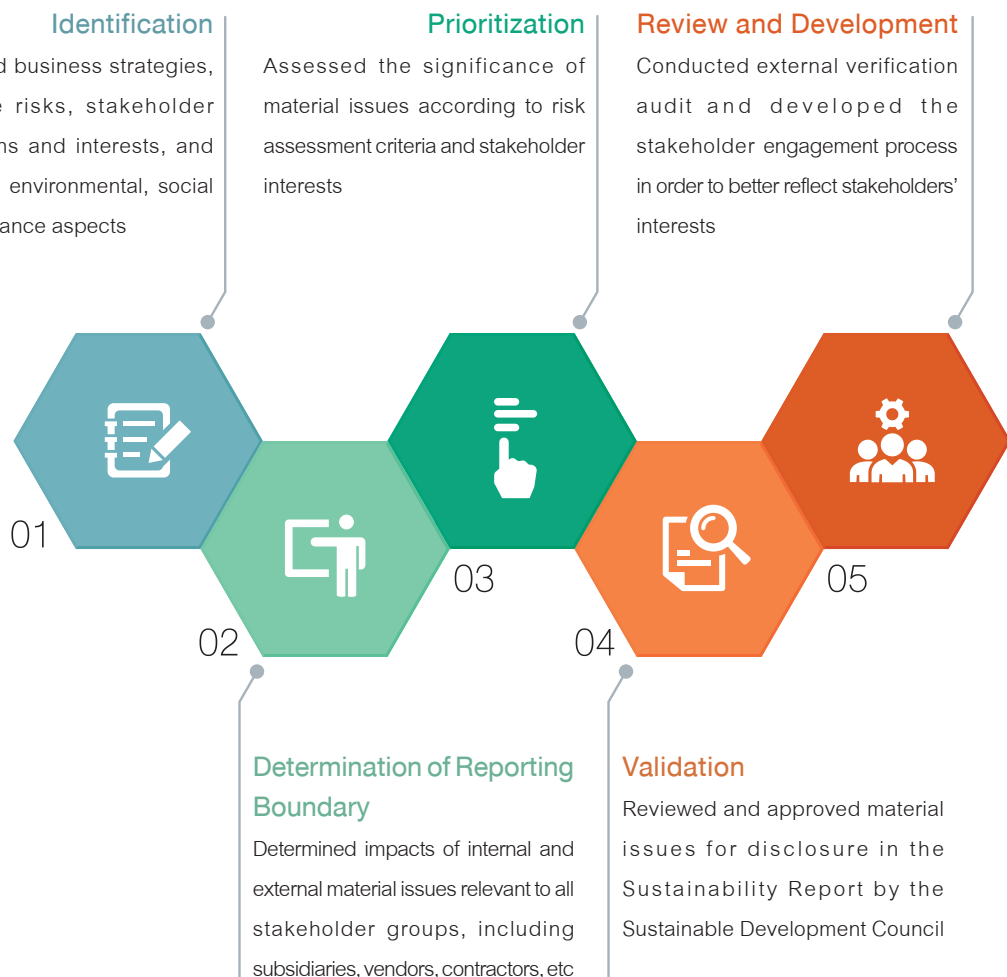 Identification
business strategies,
risks, stakeholder
and interests, and
environmental, social
aspects
Prioritization
Assessed the significance of
material issues according to risk
assessment criteria and stakeholder
interests
Review and Development
Conducted external verification
audit and developed the
stakeholder engagement process
in order to better reflect stakeholders’
interests
01
02
03
04
05
Determination of Reporting
Boundary
Determined impacts of internal and
external material issues relevant to all
stakeholder groups, including
subsidiaries, vendors, contractors, etc
Validation
Reviewed and approved material
issues for disclosure in the
Sustainability Report by the
Sustainable Development Council